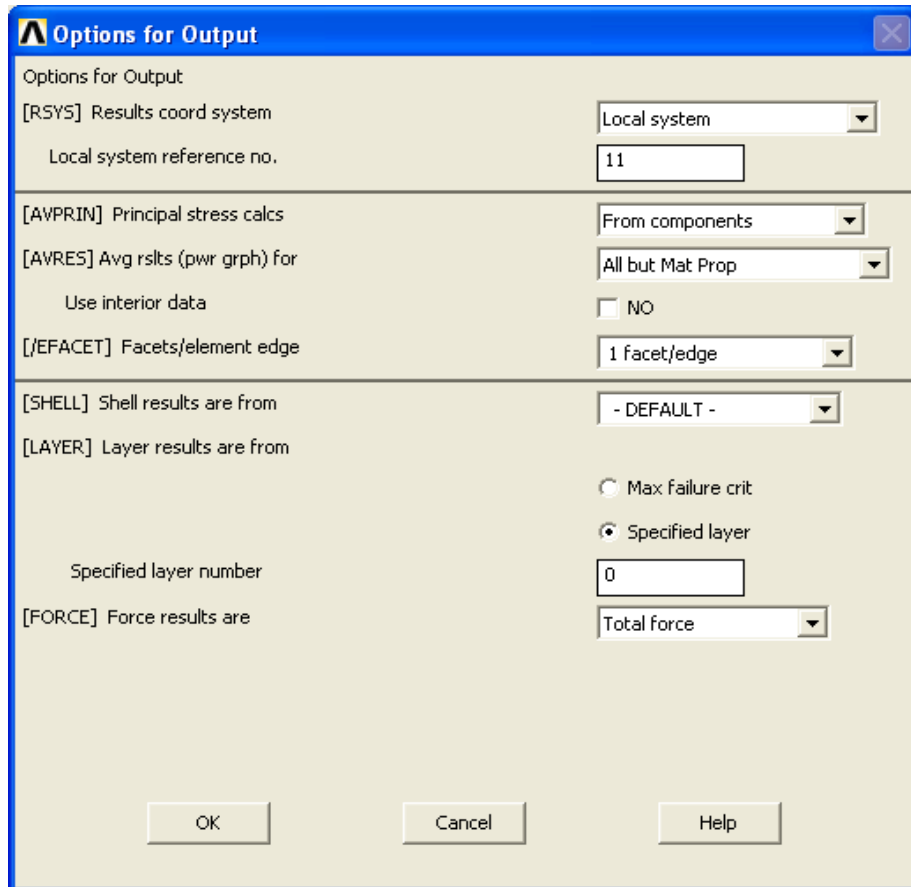 Options for Output
Options for Output
[RSYS] Results coord system Local system
Local system reference no. 11
[AVPRIN] Principal stress calcs From components
[AVRES] Avg rslts (pwr grph) for All but Mat Prop
Use interior data NO
[/EFACET] Facets/element edge 1 facet/edge
[SHELL] Shell results are from - DEFAULT -
[LAYER] Layer results are from
Max failure crit
Specified layer
Specified layer number 0
[FORCE] Force results are Total force
OK Cancel Help